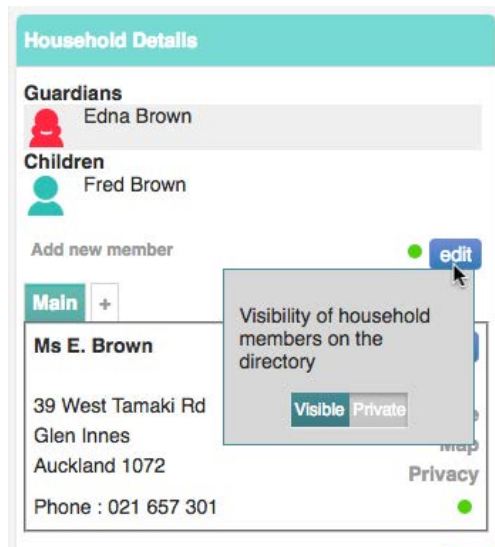 Household Details
Guardians
Edna Brown
Children
Fred Brown
Add new member
edit
Main +
Visibility of household
members on the
directory
Visible Private
Ms E. Brown
39 West Tamaki Rd
Glen Innes
Auckland 1072
Map
Privacy
Phone : 021 657 301